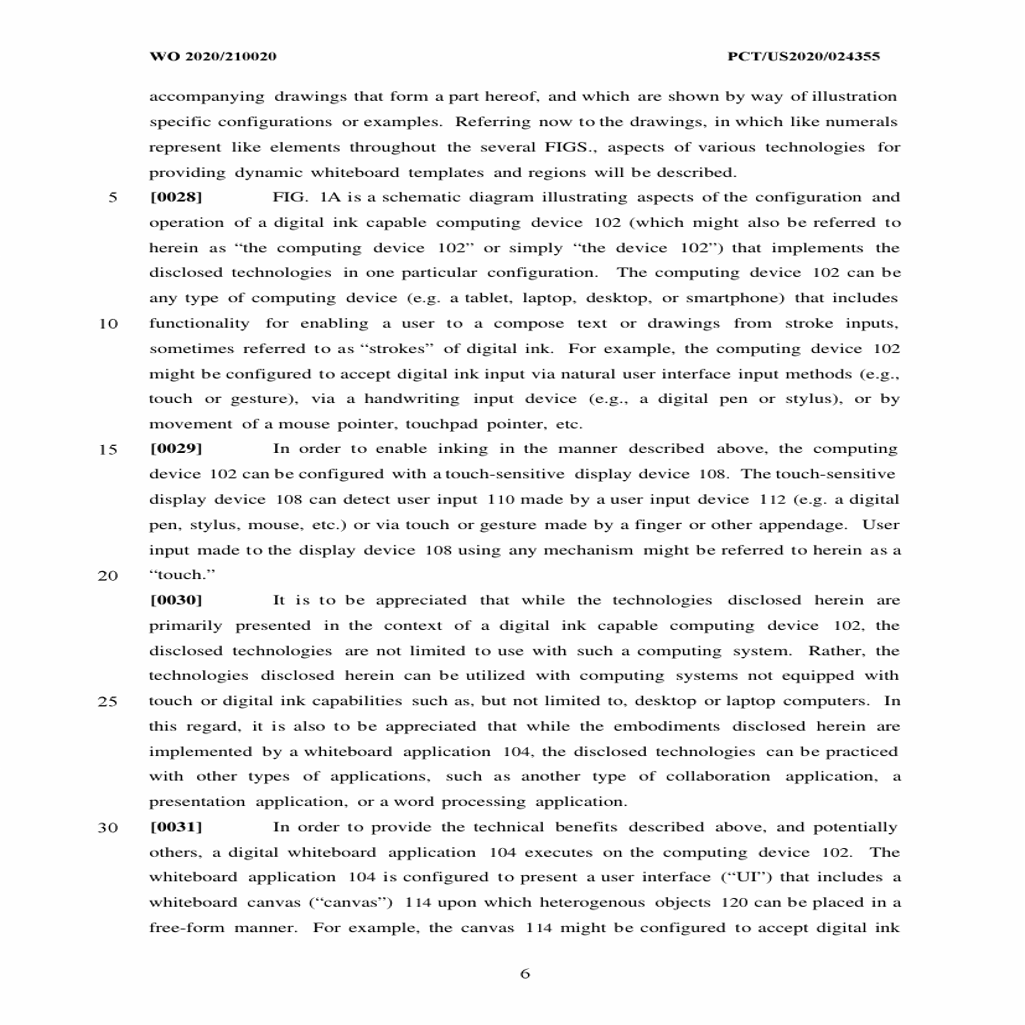 WO 2020/210020 PCT/US2020/024355
accompanying drawings that form a part hereof, and which are shown by way of illustration
specific configurations or examples. Referring now to the drawings, in which like numerals
represent like elements throughout the several FIGS., aspects of various technologies for
providing dynamic whiteboard templates and regions will be described.
5 [0028] FIG. 1A is a schematic diagram illustrating aspects of the configuration and
operation of a digital ink capable computing device 102 (which might also be referred to
herein as “the computing device 102” or simply “the device 102”) that implements the
disclosed technologies in one particular configuration. The computing device 102 can be
any type of computing device (e.g. a tablet, laptop, desktop, or smartphone) that includes
10 functionality for enabling a user to a compose text or drawings from stroke inputs,
sometimes referred to as “strokes” of digital ink. For example, the computing device 102
might be configured to accept digital ink input via natural user interface input methods (e.g.,
touch or gesture), via a handwriting input device (e.g., a digital pen or stylus), or by
movement of a mouse pointer, touchpad pointer, etc.
15 [0029] In order to enable inking in the manner described above, the computing
device 102 can be configured with a touch-sensitive display device 108. The touch-sensitive
display device 108 can detect user input 110 made by a user input device 112 (e.g. a digital
pen, stylus, mouse, etc.) or via touch or gesture made by a finger or other appendage. User
input made to the display device 108 using any mechanism might be referred to herein as a
20 “touch.”
[0030] It is to be appreciated that while the technologies disclosed herein are
primarily presented in the context of a digital ink capable computing device 102, the
disclosed technologies are not limited to use with such a computing system. Rather, the
technologies disclosed herein can be utilized with computing systems not equipped with
25 touch or digital ink capabilities such as, but not limited to, desktop or laptop computers. In
this regard, it is also to be appreciated that while the embodiments disclosed herein are
implemented by a whiteboard application 104, the disclosed technologies can be practiced
with other types of applications, such as another type of collaboration application, a
presentation application, or a word processing application.
30 [0031] In order to provide the technical benefits described above, and potentially
others, a digital whiteboard application 104 executes on the computing device 102. The
whiteboard application 104 is configured to present a user interface (“UI”) that includes a
whiteboard canvas (“canvas”) 114 upon which heterogenous objects 120 can be placed in a
free-form manner. For example, the canvas 114 might be configured to accept digital ink
6